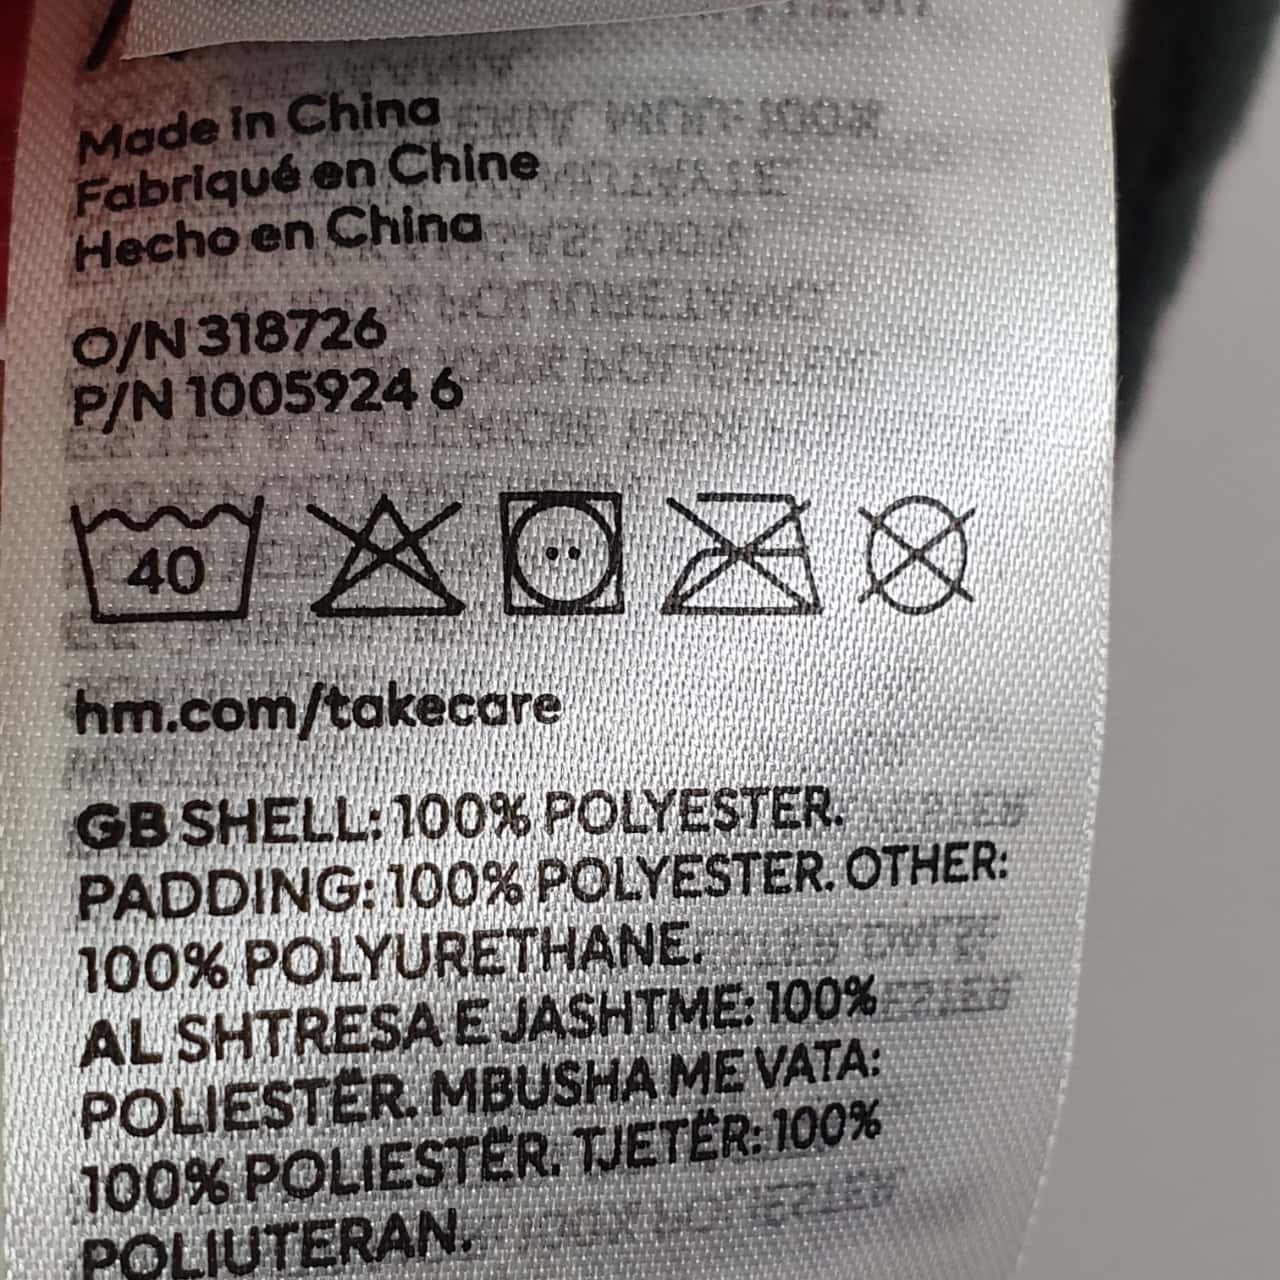 Made in China
Fabriqué en Chine
Hecho en China
O/N 318726
P/N 1005924 6
40
hm.com/takecare
GB SHELL: 100% POLYESTER.
PADDING: 100% POLYESTER. OTHER:
100% POLYURETHANE.
AL SHTRESA E JASHTME: 100%
POLIESTËR. MBUSHA ME VATA:
100% POLIESTËR. TJETËR: 100%
POLIUTERAN.